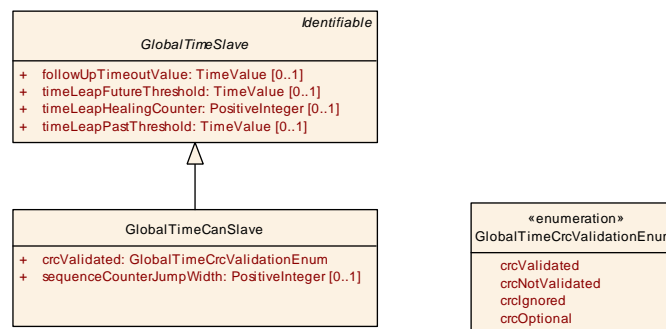 Identifiable
GlobalTimeSlave
+ followUpTimeoutValue: TimeValue [0..1]
+ timeLeapFutureThreshold: TimeValue [0..1]
+ timeLeapHealingCounter: PositiveInteger [0..1]
+ timeLeapPastThreshold: TimeValue [0..1]
GlobalTimeCanSlave
+ crcValidated: GlobalTimeCrcValidationEnum
+ sequenceCounterJumpWidth: PositiveInteger [0..1]
«enumeration»
GlobalTimeCrcValidationEnum
crcValidated
crcNotValidated
crcIgnored
crcOptional